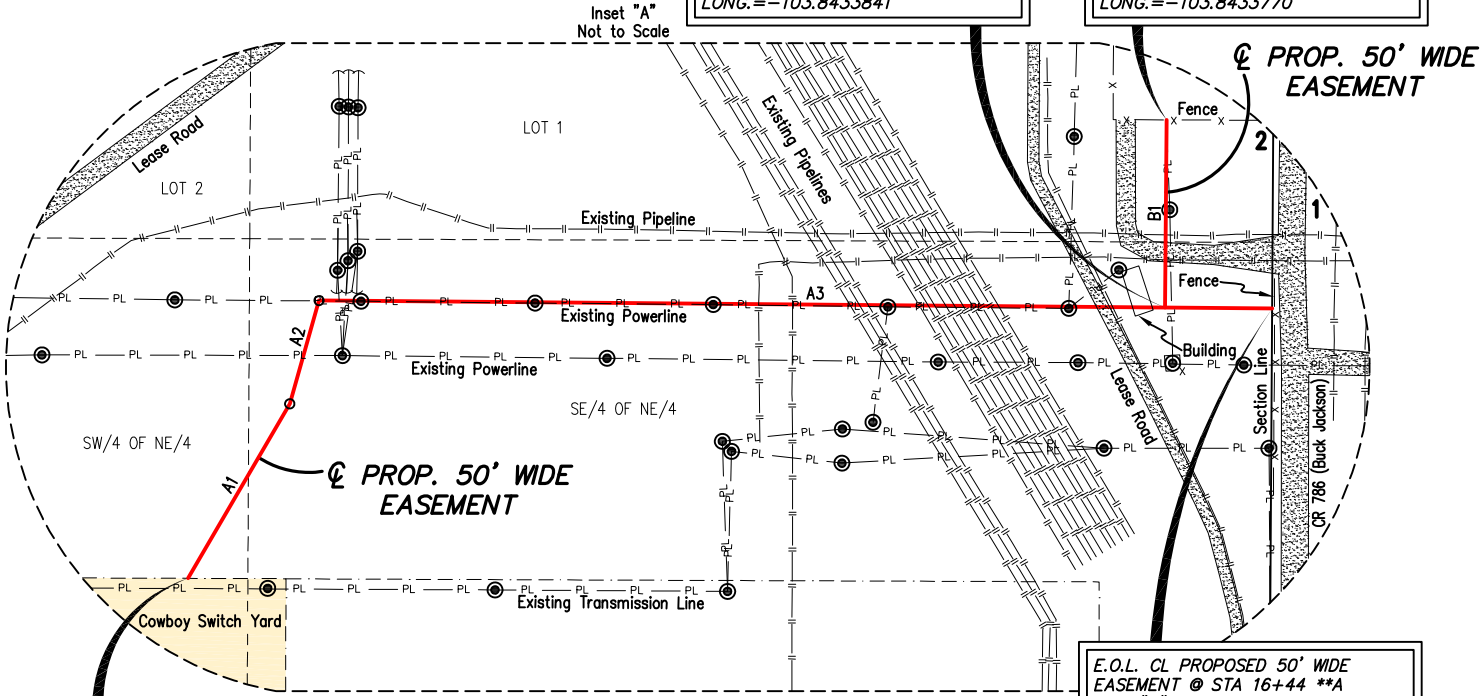 Inset "A"
Not to Scale
LONG.=-103.8433841
LONG.=-103.8433770
℄ PROP. 50' WIDE
EASEMENT
Lease Road
LOT 2
LOT 1
Existing Pipelines
Fence
2
1
PL
B1
Existing Pipeline
Fence
A3
Existing Powerline
A2
Existing Powerline
Building
SE/4 OF NE/4
SW/4 OF NE/4
Lease Road
Section Line
CR 786 (Buck Jackson)
A1
℄ PROP. 50' WIDE
EASEMENT
Existing Transmission Line
Cowboy Switch Yard
E.O.L. CL PROPOSED 50' WIDE
EASEMENT @ STA 16+44 **A